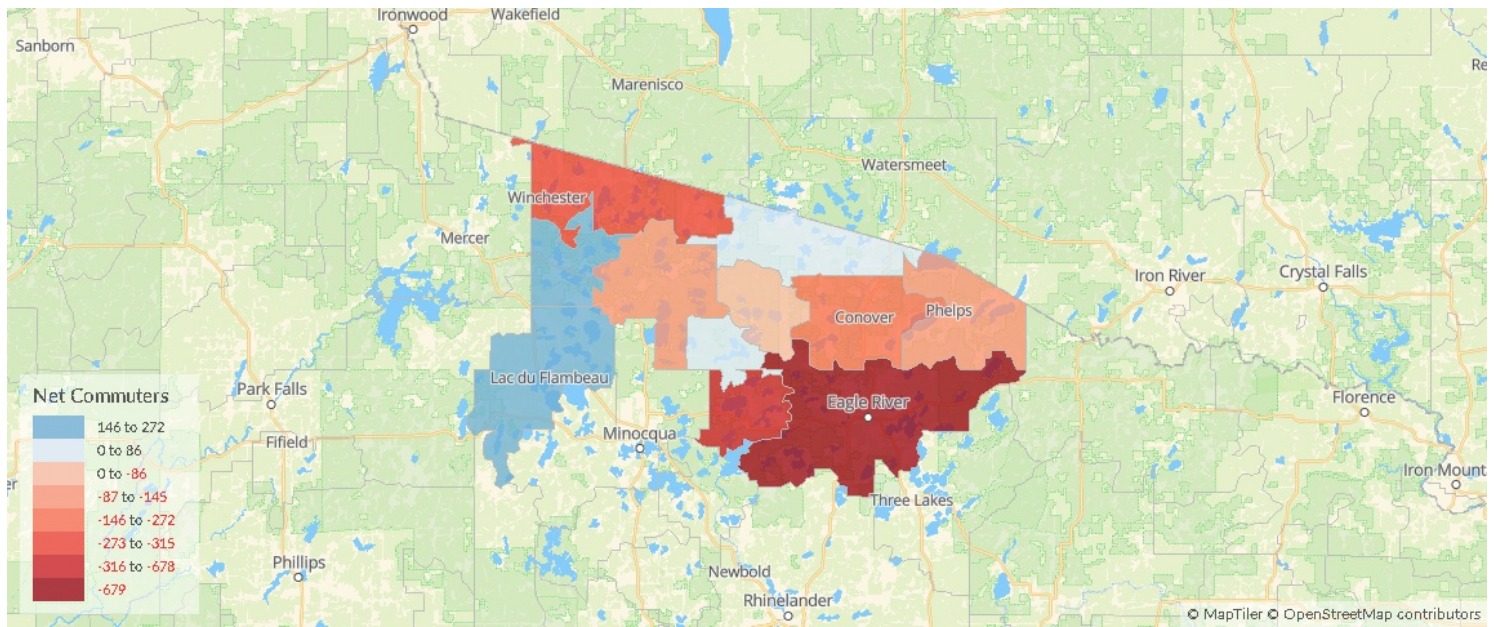 Ironwood
Wakefield
Sanborn
Marenisco
Watersmeet
Winchester
Mercer
Iron River
Crystal Falls
Conover
Phelps
Lac du Flambeau
Park Falls
Eagle River
Florence
Minocqua
Fifield
Iron Mount
Three Lakes
Phillips
Newbold
Rhinelander
Net Commuters
146 to 272
0 to 86
0 to -86
-87 to -145
-146 to -272
-273 to -315
-316 to -678
-679
© MapTiler © OpenStreetMap contributors